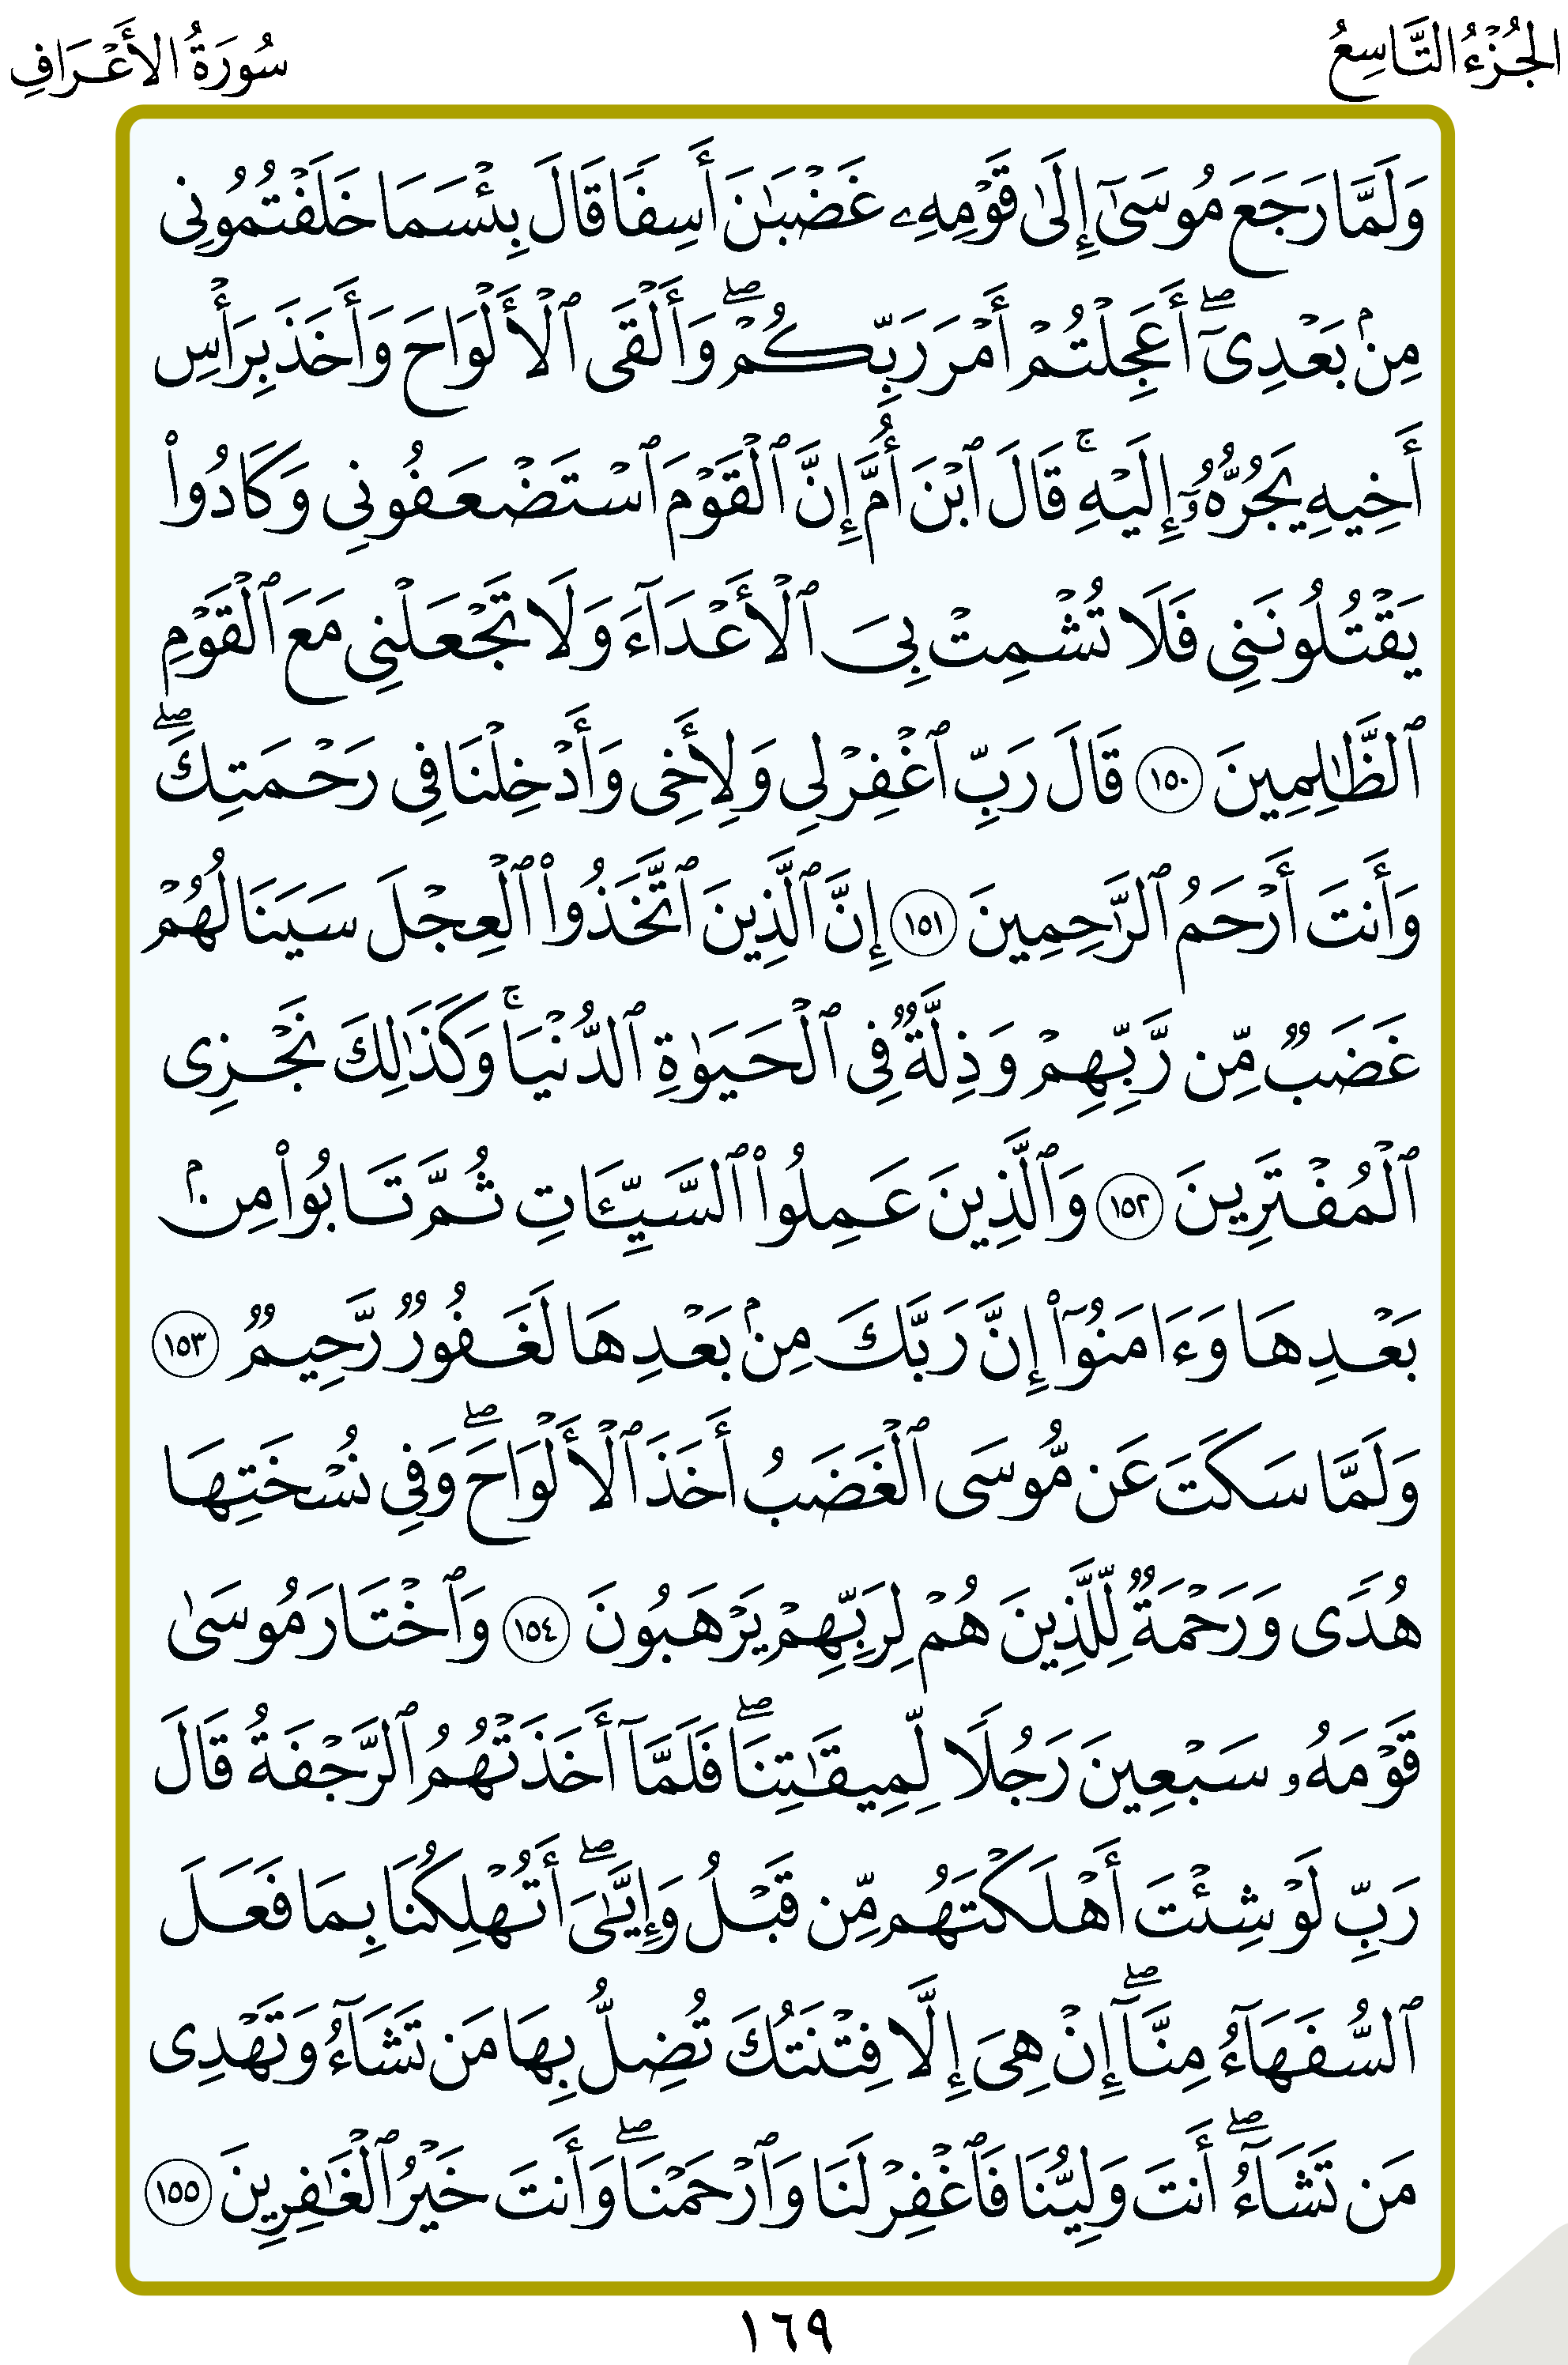 الجُزْءُ التَّاسِعُ
سُورَةُ الأَعْرَافِ
وَلَمَّا رَجَعَ مُوسَىٰٓ إِلَىٰ قَوْمِهِۦ غَضْبَٰنَ أَسِفًا قَالَ بِئْسَمَا خَلَفْتُمُونِى
مِنۢ بَعْدِىٓ ۖ أَعَجِلْتُمْ أَمْرَ رَبِّكُمْ ۖ وَأَلْقَى ٱلْأَلْوَاحَ وَأَخَذَ بِرَأْسِ
أَخِيهِ يَجُرُّهُۥٓ إِلَيْهِ ۚ قَالَ ٱبْنَ أُمَّ إِنَّ ٱلْقَوْمَ ٱسْتَضْعَفُونِى وَكَادُوا۟
يَقْتُلُونَنِى فَلَا تُشْمِتْ بِىَ ٱلْأَعْدَآءَ وَلَا تَجْعَلْنِى مَعَ ٱلْقَوْمِ
ٱلظَّٰلِمِينَ ١٥٠ قَالَ رَبِّ ٱغْفِرْ لِى وَلِأَخِى وَأَدْخِلْنَا فِى رَحْمَتِكَ ۖ
وَأَنتَ أَرْحَمُ ٱلرَّٰحِمِينَ ١٥١ إِنَّ ٱلَّذِينَ ٱتَّخَذُوا۟ ٱلْعِجْلَ سَيَنَالُهُمْ
غَضَبٌ مِّن رَّبِّهِمْ وَذِلَّةٌ فِى ٱلْحَيَوٰةِ ٱلدُّنْيَا ۚ وَكَذَٰلِكَ نَجْزِى
ٱلْمُفْتَرِينَ ١٥٢ وَٱلَّذِينَ عَمِلُوا۟ ٱلسَّيِّـَٔاتِ ثُمَّ تَابُوا۟ مِنۢ
بَعْدِهَا وَءَامَنُوٓا۟ إِنَّ رَبَّكَ مِنۢ بَعْدِهَا لَغَفُورٌ رَّحِيمٌ ١٥٣
وَلَمَّا سَكَتَ عَن مُّوسَى ٱلْغَضَبُ أَخَذَ ٱلْأَلْوَاحَ ۖ وَفِى نُسْخَتِهَا
هُدًى وَرَحْمَةٌ لِّلَّذِينَ هُمْ لِرَبِّهِمْ يَرْهَبُونَ ١٥٤ وَٱخْتَارَ مُوسَىٰ
قَوْمَهُۥ سَبْعِينَ رَجُلًا لِّمِيقَٰتِنَا ۖ فَلَمَّآ أَخَذَتْهُمُ ٱلرَّجْفَةُ قَالَ
رَبِّ لَوْ شِئْتَ أَهْلَكْتَهُم مِّن قَبْلُ وَإِيَّٰىَ ۖ أَتُهْلِكُنَا بِمَا فَعَلَ
ٱلسُّفَهَآءُ مِنَّآ ۖ إِنْ هِىَ إِلَّا فِتْنَتُكَ تُضِلُّ بِهَا مَن تَشَآءُ وَتَهْدِى
مَن تَشَآءُ ۖ أَنتَ وَلِيُّنَا فَٱغْفِرْ لَنَا وَٱرْحَمْنَا ۖ وَأَنتَ خَيْرُ ٱلْغَٰفِرِينَ ١٥٥
١٦٩